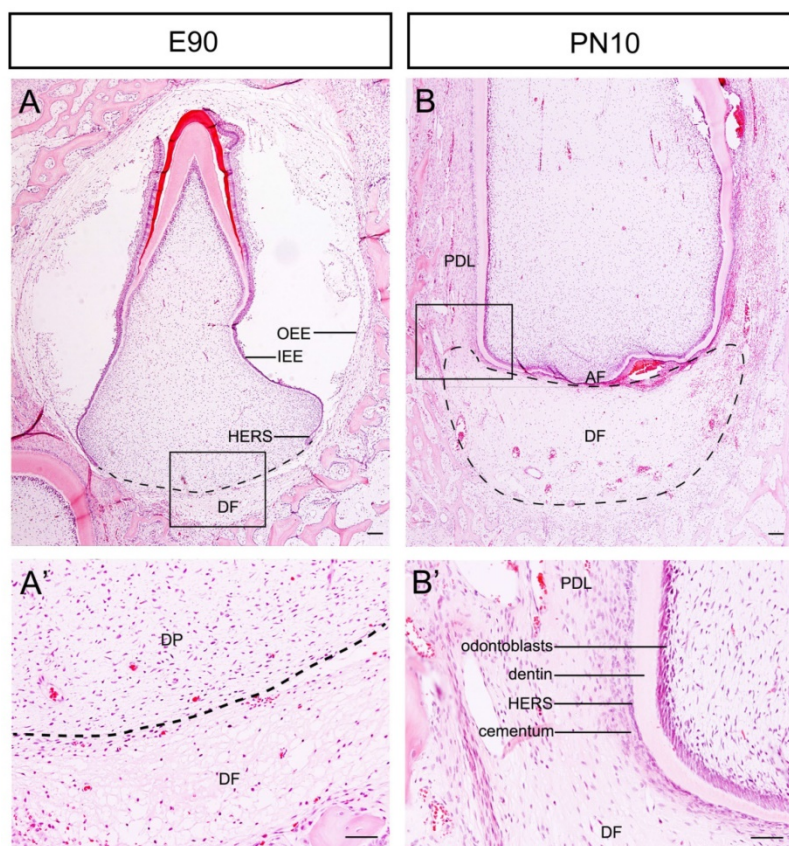 E90
PN10
A
OEE
IEE
HERS
DF
B
PDL
AF
DF
A'
DP
DF
B'
PDL
odontoblasts
dentin
HERS
cementum
DF